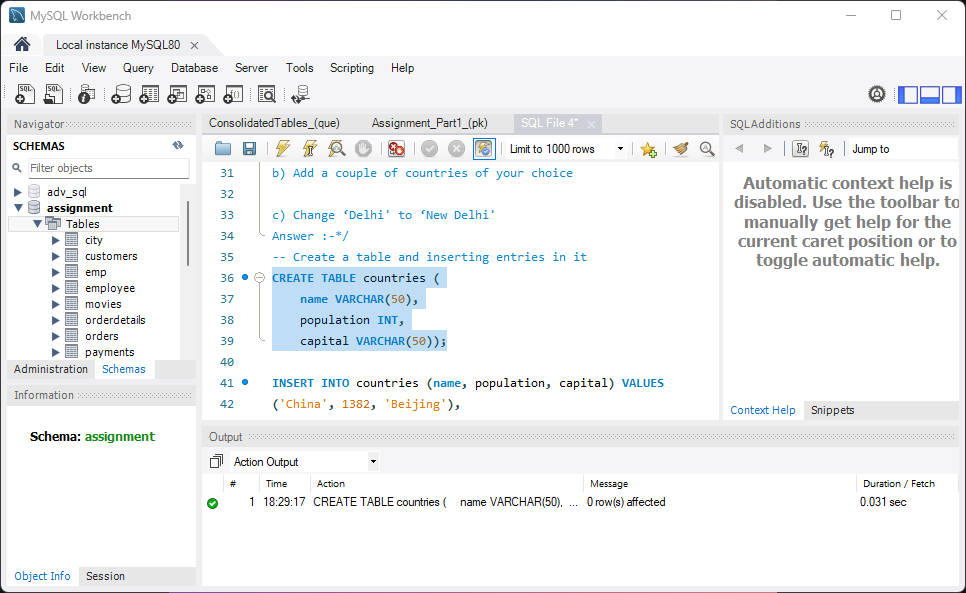 MySQL Workbench
Local instance MySQL80
File Edit View Query Database Server Tools Scripting Help
Navigator
SCHEMAS
Filter objects
adv_sql
assignment
Tables
city
customers
emp
employee
movies
orderdetails
orders
payments
Administration Schemas
Information
Schema: assignment
Object Info Session
ConsolidatedTables_(que) Assignment_Part1_(pk) SQL File 4*
Limit to 1000 rows
31 b) Add a couple of countries of your choice
32
33 c) Change ‘Delhi' to ‘New Delhi'
34 Answer :-*/
35 -- Create a table and inserting entries in it
36 CREATE TABLE countries (
37 name VARCHAR(50),
38 population INT,
39 capital VARCHAR(50));
40
41 INSERT INTO countries (name, population, capital) VALUES
42 ('China', 1382, 'Beijing'),
SQLAdditions
Jump to
Automatic context help is
disabled. Use the toolbar to
manually get help for the
current caret position or to
toggle automatic help.
Context Help Snippets
Output
Action Output
# Time Action Message Duration / Fetch
1 18:29:17 CREATE TABLE countries ( name VARCHAR(50), ... 0 row(s) affected 0.031 sec